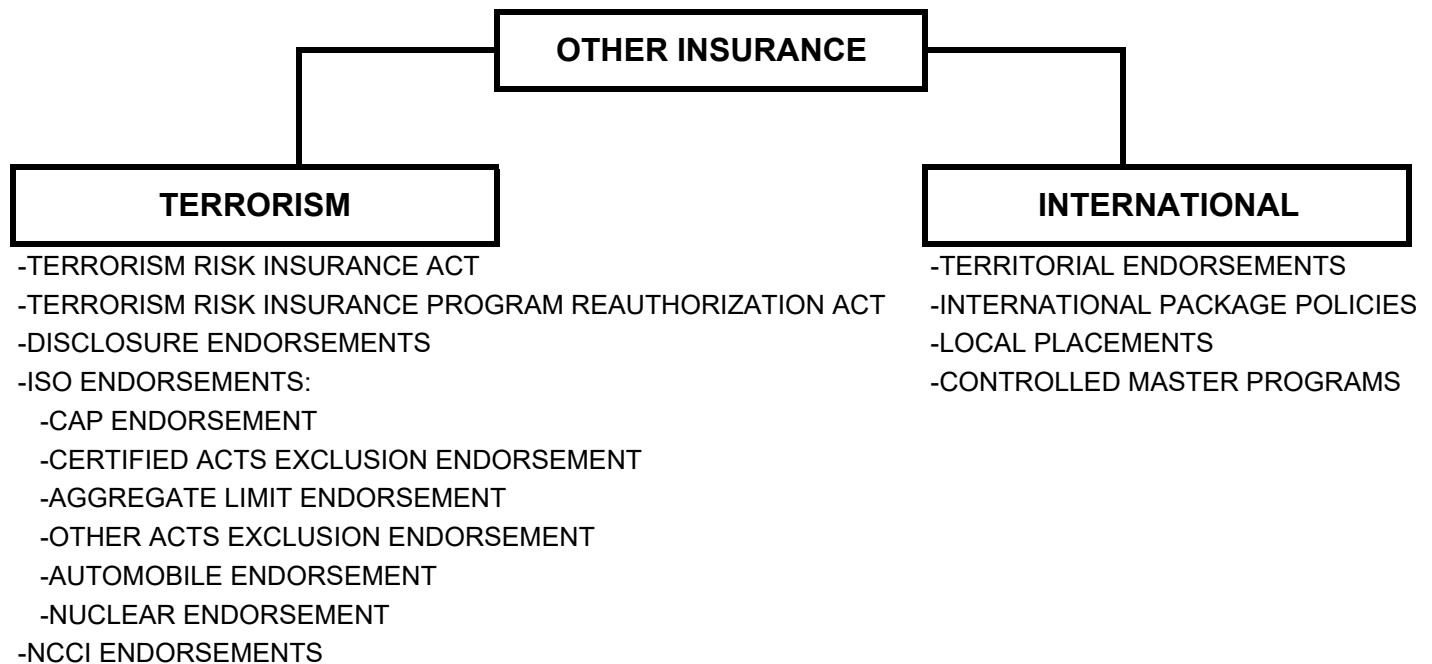 OTHER INSURANCE
TERRORISM
-TERRORISM RISK INSURANCE ACT
-TERRORISM RISK INSURANCE PROGRAM REAUTHORIZATION ACT
-DISCLOSURE ENDORSEMENTS
-ISO ENDORSEMENTS:
-CAP ENDORSEMENT
-CERTIFIED ACTS EXCLUSION ENDORSEMENT
-AGGREGATE LIMIT ENDORSEMENT
-OTHER ACTS EXCLUSION ENDORSEMENT
-AUTOMOBILE ENDORSEMENT
-NUCLEAR ENDORSEMENT
-NCCI ENDORSEMENTS
INTERNATIONAL
-TERRITORIAL ENDORSEMENTS
-INTERNATIONAL PACKAGE POLICIES
-LOCAL PLACEMENTS
-CONTROLLED MASTER PROGRAMS